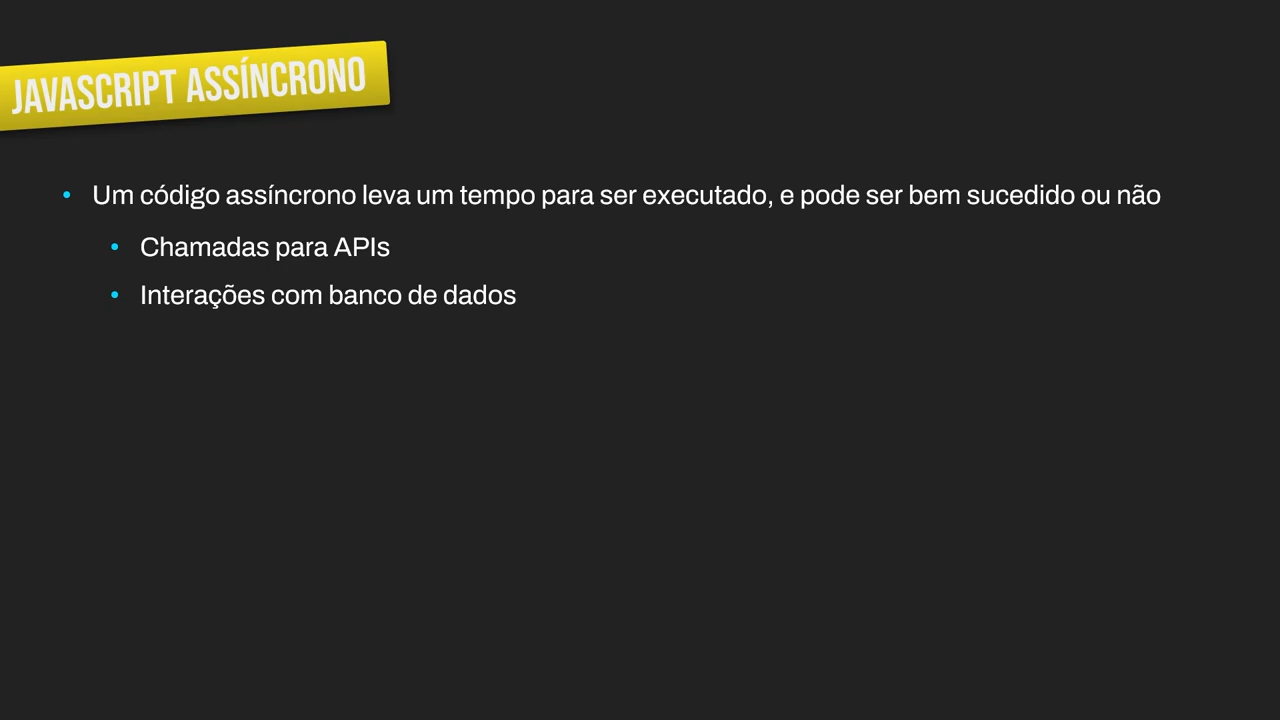 JAVASCRIPT ASSÍNCRONO
• Um código assíncrono leva um tempo para ser executado, e pode ser bem sucedido ou não
• Chamadas para APIs
• Interações com banco de dados